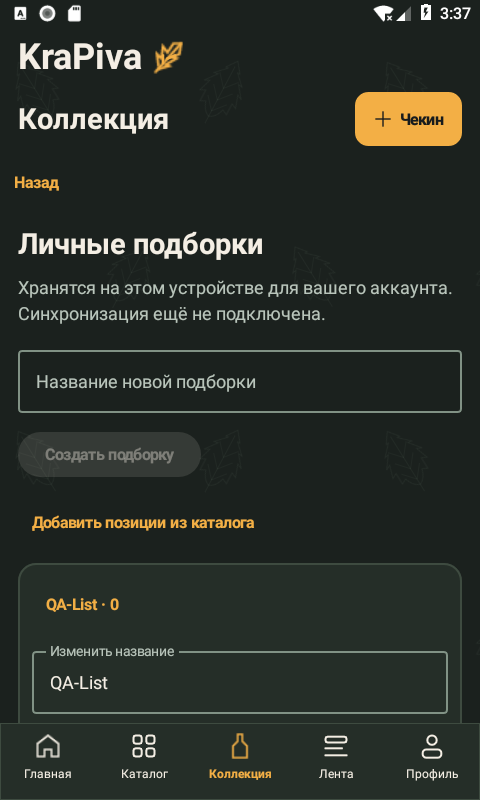 3:37
KraPiva
Коллекция
Чекин
Назад
Личные подборки
Хранятся на этом устройстве для вашего аккаунта.
Синхронизация ещё не подключена.
Название новой подборки
Создать подборку
Добавить позиции из каталога
QA-List · 0
Изменить название
QA-List
Главная
Каталог
Коллекция
Лента
Профиль